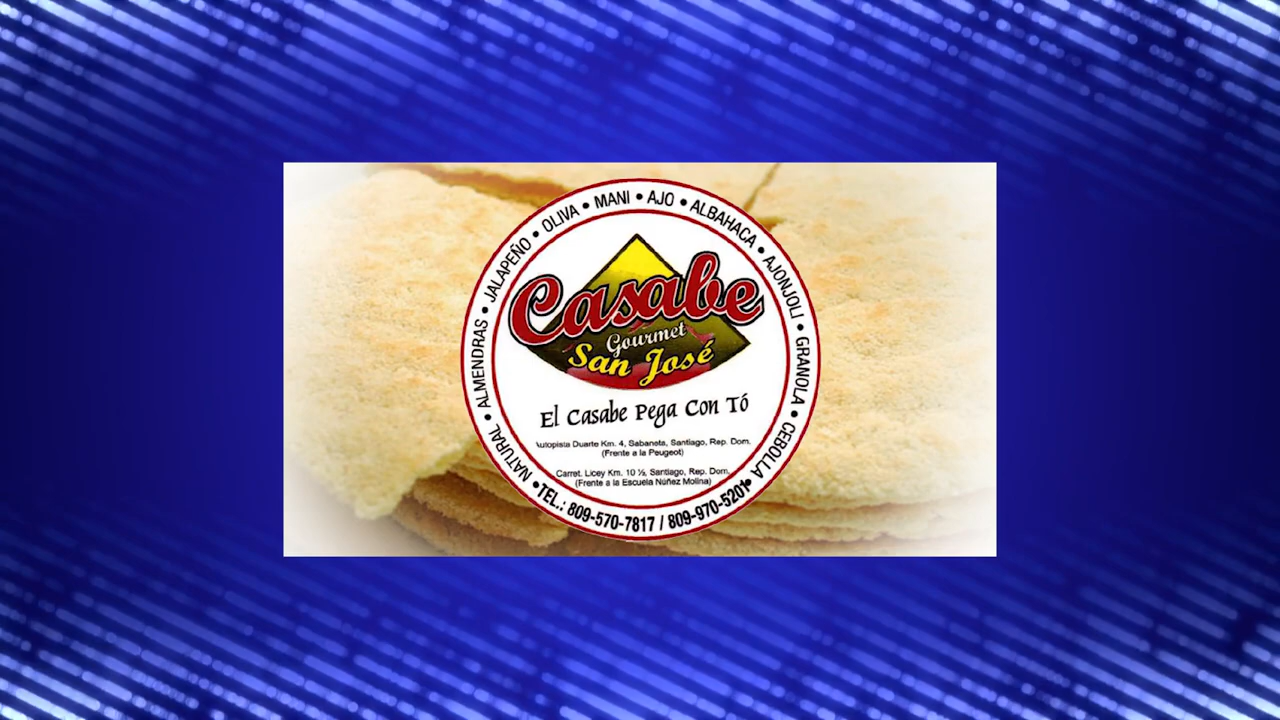 NATURAL • ALMENDRAS • JALAPEÑO • OLIVA • MANI • AJO • ALBAHACA • AJONJOLI • GRANOLA • CEBOLLA
Casabe
Gourmet
San José
El Casabe Pega Con Tó
Autopista Duarte Km. 4, Sabaneta, Santiago, Rep. Dom.
(Frente a la Peugeot)
Carret. Licey Km. 10 ½, Santiago, Rep. Dom.
(Frente a la Escuela Núñez Molina)
•TEL.: 809-570-7817 / 809-970-5201•